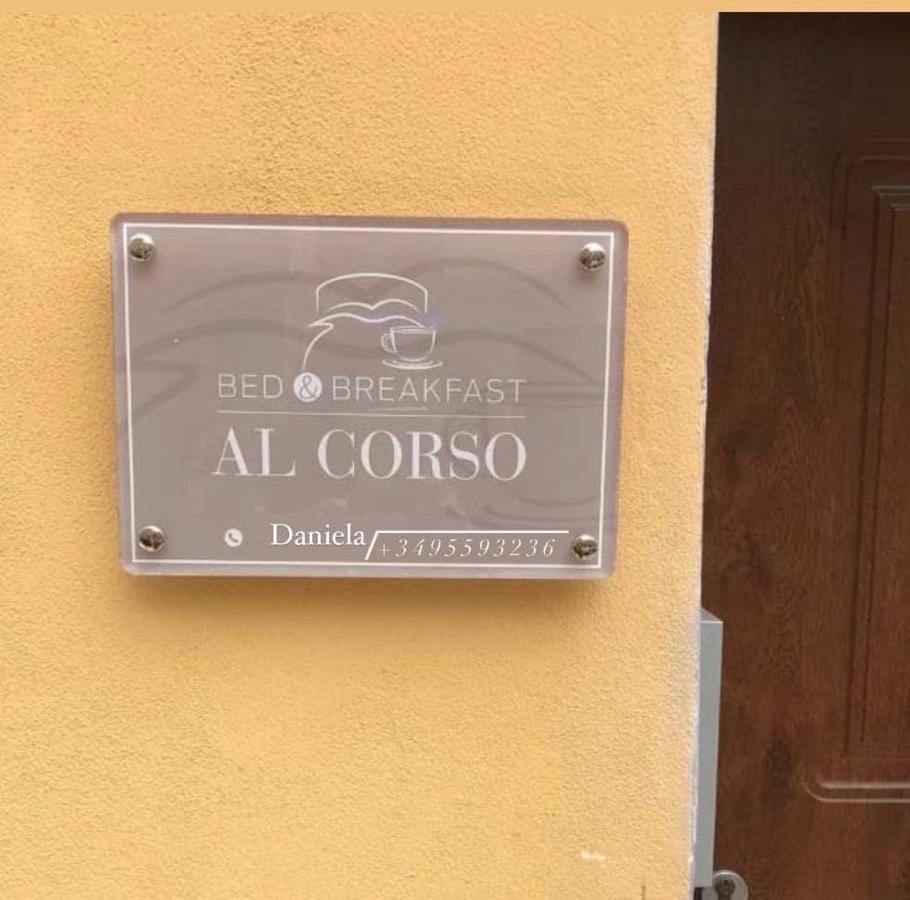 BED & BREAKFAST
AL CORSO
Daniela +3495593236